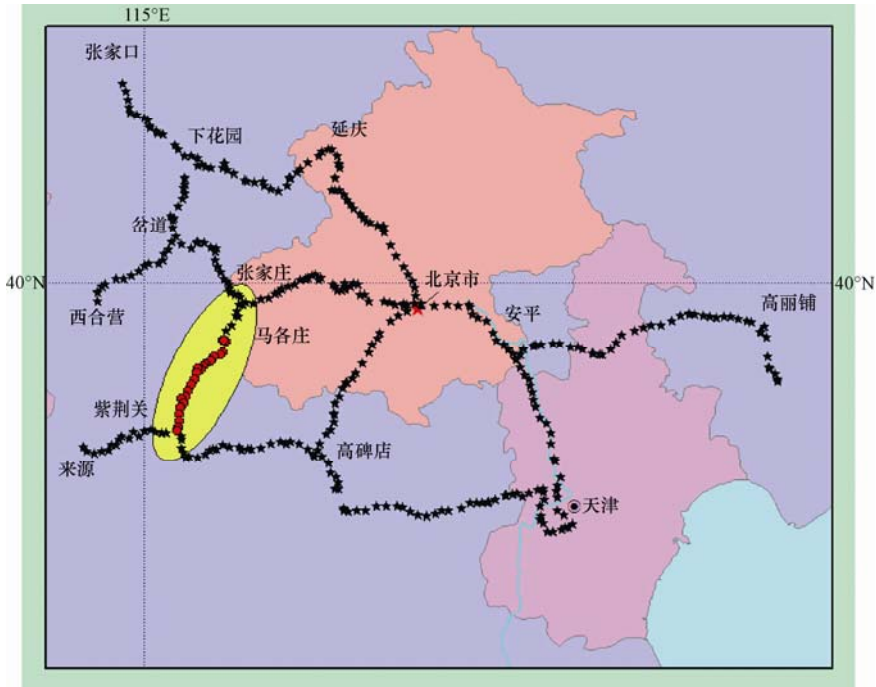 115°E
张家口
下花园
延庆
岔道
张家庄
40°N
40°N
北京市
西合营
安平
高丽铺
马各庄
紫荆关
高碑店
来源
天津